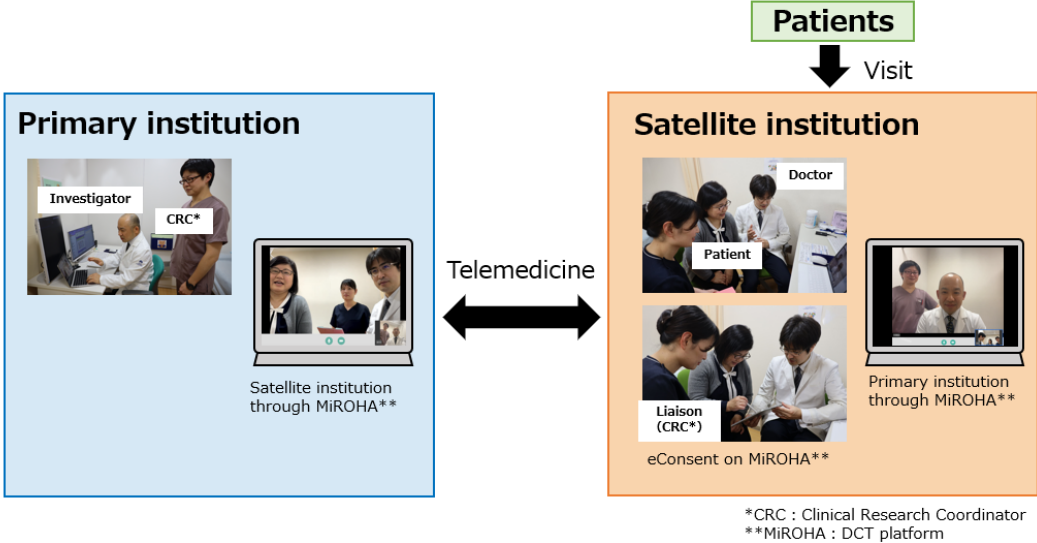 Patients
Visit
Primary institution
Investigator
CRC*
Satellite institution
through MiROHA**
Telemedicine
Satellite institution
Doctor
Patient
Liaison
(CRC*)
eConsent on MiROHA**
Primary institution
through MiROHA**
*CRC : Clinical Research Coordinator
**MiROHA : DCT platform